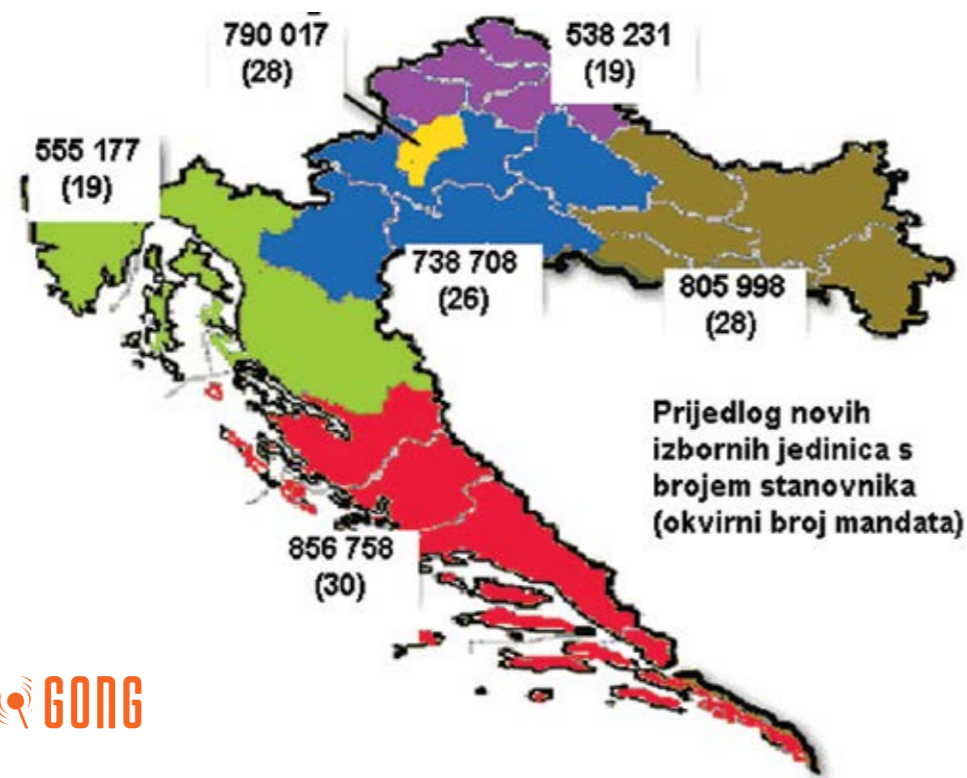 790 017
(28)
538 231
(19)
555 177
(19)
738 708
(26)
805 998
(28)
Prijedlog novih
izbornih jedinica s
brojem stanovnika
(okvirni broj mandata)
856 758
(30)
GONG